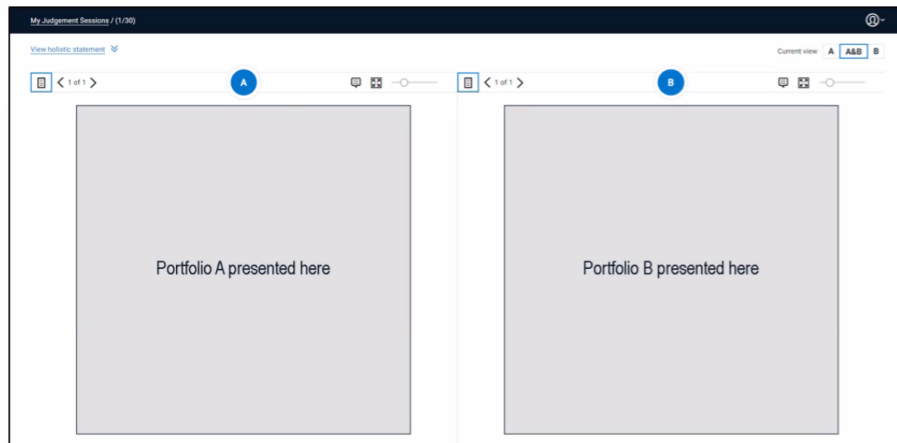 My Judgement Sessions / (1/30)
View holistic statement
Current view A A&B B
1 of 1 A
1 of 1 B
Portfolio A presented here
Portfolio B presented here